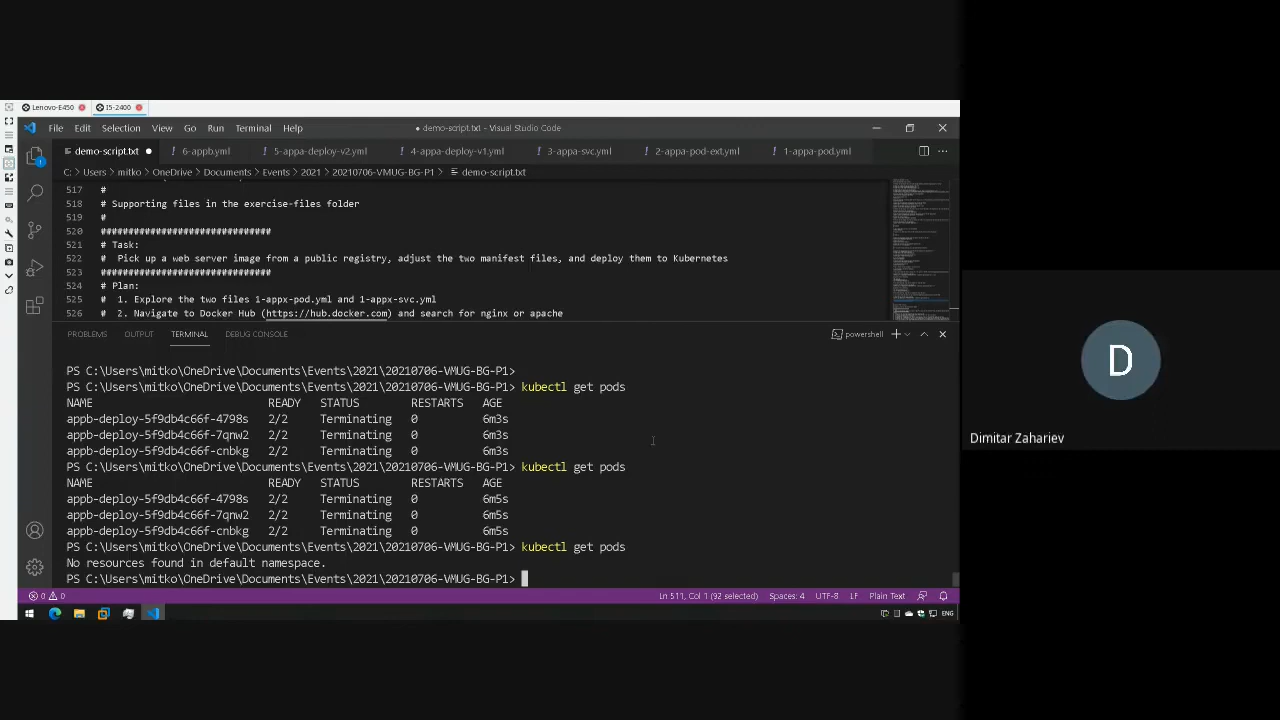 Lenovo-E450 I5-2400
File Edit Selection View Go Run Terminal Help ● demo-script.txt - Visual Studio Code
demo-script.txt ● ! 6-appb.yml ! 5-appa-deploy-v2.yml ! 4-appa-deploy-v1.yml ! 3-appa-svc.yml ! 2-appa-pod-ext.yml ! 1-appa-pod.yml
C: > Users > mitko > OneDrive > Documents > Events > 2021 > 20210706-VMUG-BG-P1 > demo-script.txt
517 #
518 # Supporting files in the exercise-files folder
519 #
520 #############################
521 # Task:
522 # Pick up a web server image from public registry, adjust the two manifest files, and deploy them to Kubernetes
523 #############################
524 # Plan:
525 # 1. Explore the two files 1-appx-pod.yml and 1-appx-svc.yml
526 # 2. Navigate to Docker Hub (https://hub.docker.com) and search for nginx or apache
PROBLEMS OUTPUT TERMINAL DEBUG CONSOLE powershell
PS C:\Users\mitko\OneDrive\Documents\Events\2021\20210706-VMUG-BG-P1>
PS C:\Users\mitko\OneDrive\Documents\Events\2021\20210706-VMUG-BG-P1> kubectl get pods
NAME READY STATUS RESTARTS AGE
appb-deploy-5f9db4c66f-4798s 2/2 Terminating 0 6m3s
appb-deploy-5f9db4c66f-7qnw2 2/2 Terminating 0 6m3s
appb-deploy-5f9db4c66f-cnbkg 2/2 Terminating 0 6m3s
PS C:\Users\mitko\OneDrive\Documents\Events\2021\20210706-VMUG-BG-P1> kubectl get pods
NAME READY STATUS RESTARTS AGE
appb-deploy-5f9db4c66f-4798s 2/2 Terminating 0 6m5s
appb-deploy-5f9db4c66f-7qnw2 2/2 Terminating 0 6m5s
appb-deploy-5f9db4c66f-cnbkg 2/2 Terminating 0 6m5s
PS C:\Users\mitko\OneDrive\Documents\Events\2021\20210706-VMUG-BG-P1> kubectl get pods
No resources found in default namespace.
PS C:\Users\mitko\OneDrive\Documents\Events\2021\20210706-VMUG-BG-P1>
0 0 Ln 511, Col 1 (92 selected) Spaces: 4 UTF-8 LF Plain Text
ENG
D
Dimitar Zahariev